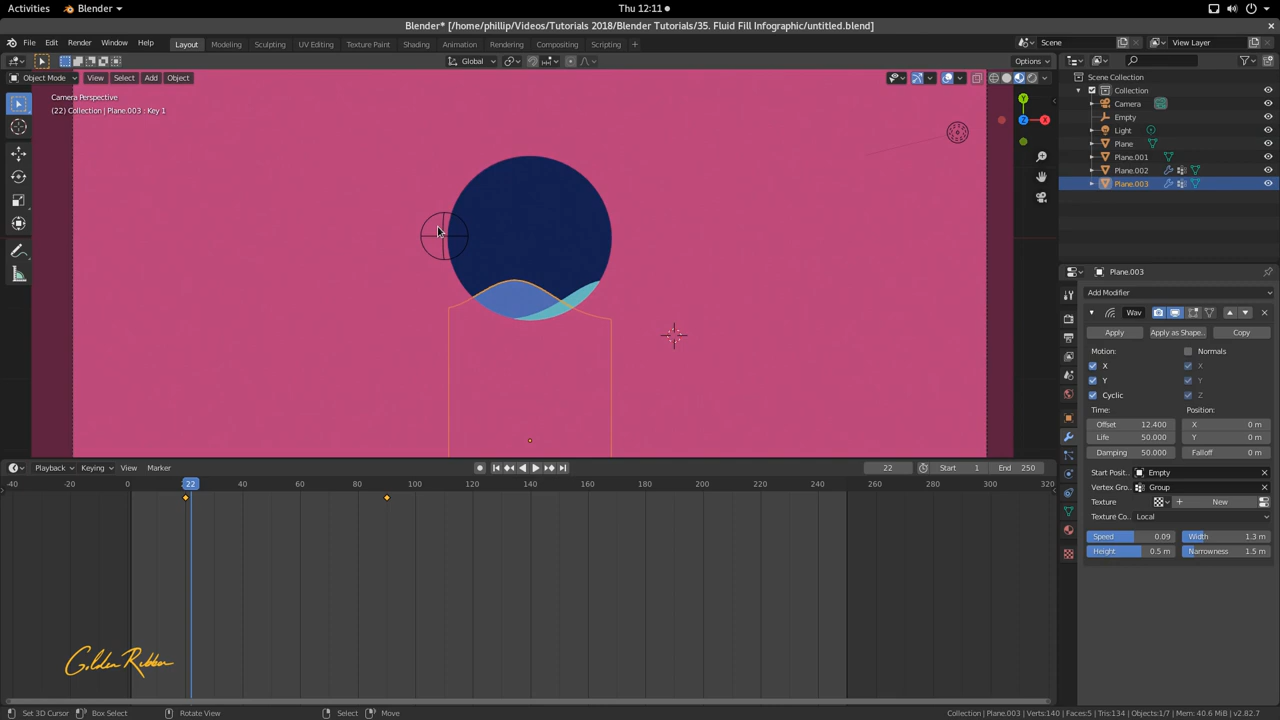 Activities Blender Thu 12:11
Blender* [/home/phillip/Videos/Tutorials 2018/Blender Tutorials/35. Fluid Fill Infographic/untitled.blend]
File Edit Render Window Help Layout Modeling Sculpting UV Editing Texture Paint Shading Animation Rendering Compositing Scripting + Scene View Layer
Global Options
Object Mode View Select Add Object
Camera Perspective
(22) Collection | Plane.003 : Key 1
Y
Z X
Scene Collection
Collection
Camera
Empty
Light
Plane
Plane.001
Plane.002
Plane.003
Plane.003
Add Modifier
Wav
Apply Apply as Shape.. Copy
Motion: Normals
X X
Y Y
Cyclic Z
Time: Position:
Offset 12.400 X 0 m
Life 50.000 Y 0 m
Damping 50.000 Falloff 0 m
Start Posit.. Empty
Vertex Gro.. Group
Texture New
Texture Co.. Local
Speed 0.09 Width 1.3 m
Height 0.5 m Narrowness 1.5 m
Playback Keying View Marker 22 Start 1 End 250
-40 -20 0 22 40 60 80 100 120 140 160 180 200 220 240 260 280 300 320
Golden Ribbon
Set 3D Cursor Box Select Rotate View Select Move Collection | Plane.003 | Verts:140 | Faces:5 | Tris:134 | Objects:1/7 | Mem: 40.6 MiB | v2.82.7